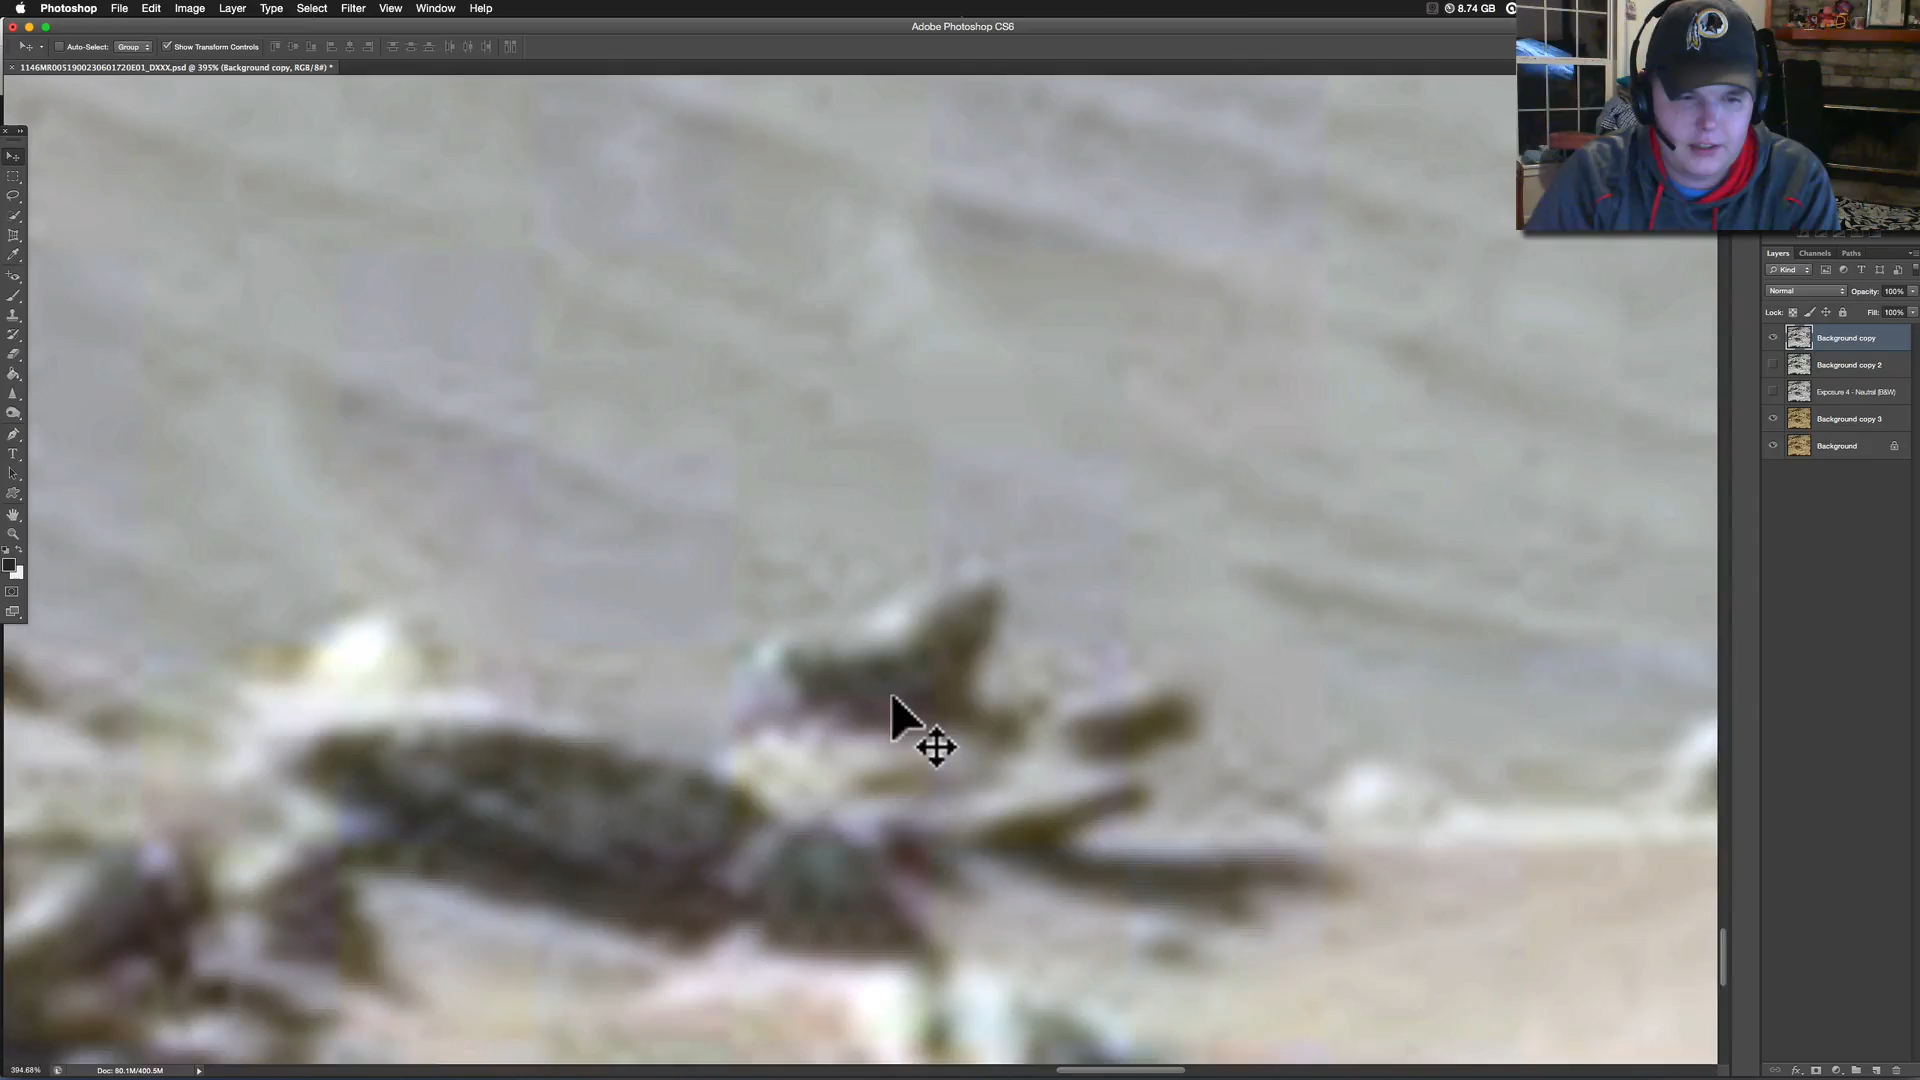 Photoshop File Edit Image Layer Type Select Filter View Window Help 8.74 GB
Adobe Photoshop CS6
Auto-Select: Group Show Transform Controls
× 1146MR0051900230601720E01_DXXX.psd @ 395% (Background copy, RGB/8#) *
Layers Channels Paths
Kind
Normal Opacity: 100%
Lock: Fill: 100%
Background copy
Background copy 2
Exposure 4 - Neutral (B&W)
Background copy 3
Background
394.68% Doc: 80.1M/400.5M